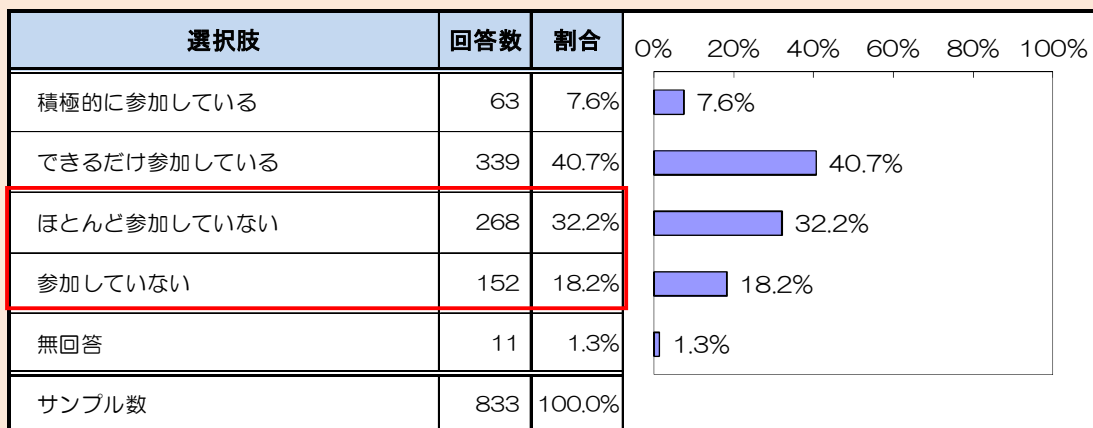 選択肢 回答数 割合 0% 20% 40% 60% 80% 100%
積極的に参加している 63 7.6% 7.6%
できるだけ参加している 339 40.7% 40.7%
ほとんど参加していない 268 32.2% 32.2%
参加していない 152 18.2% 18.2%
無回答 11 1.3% 1.3%
サンプル数 833 100.0%